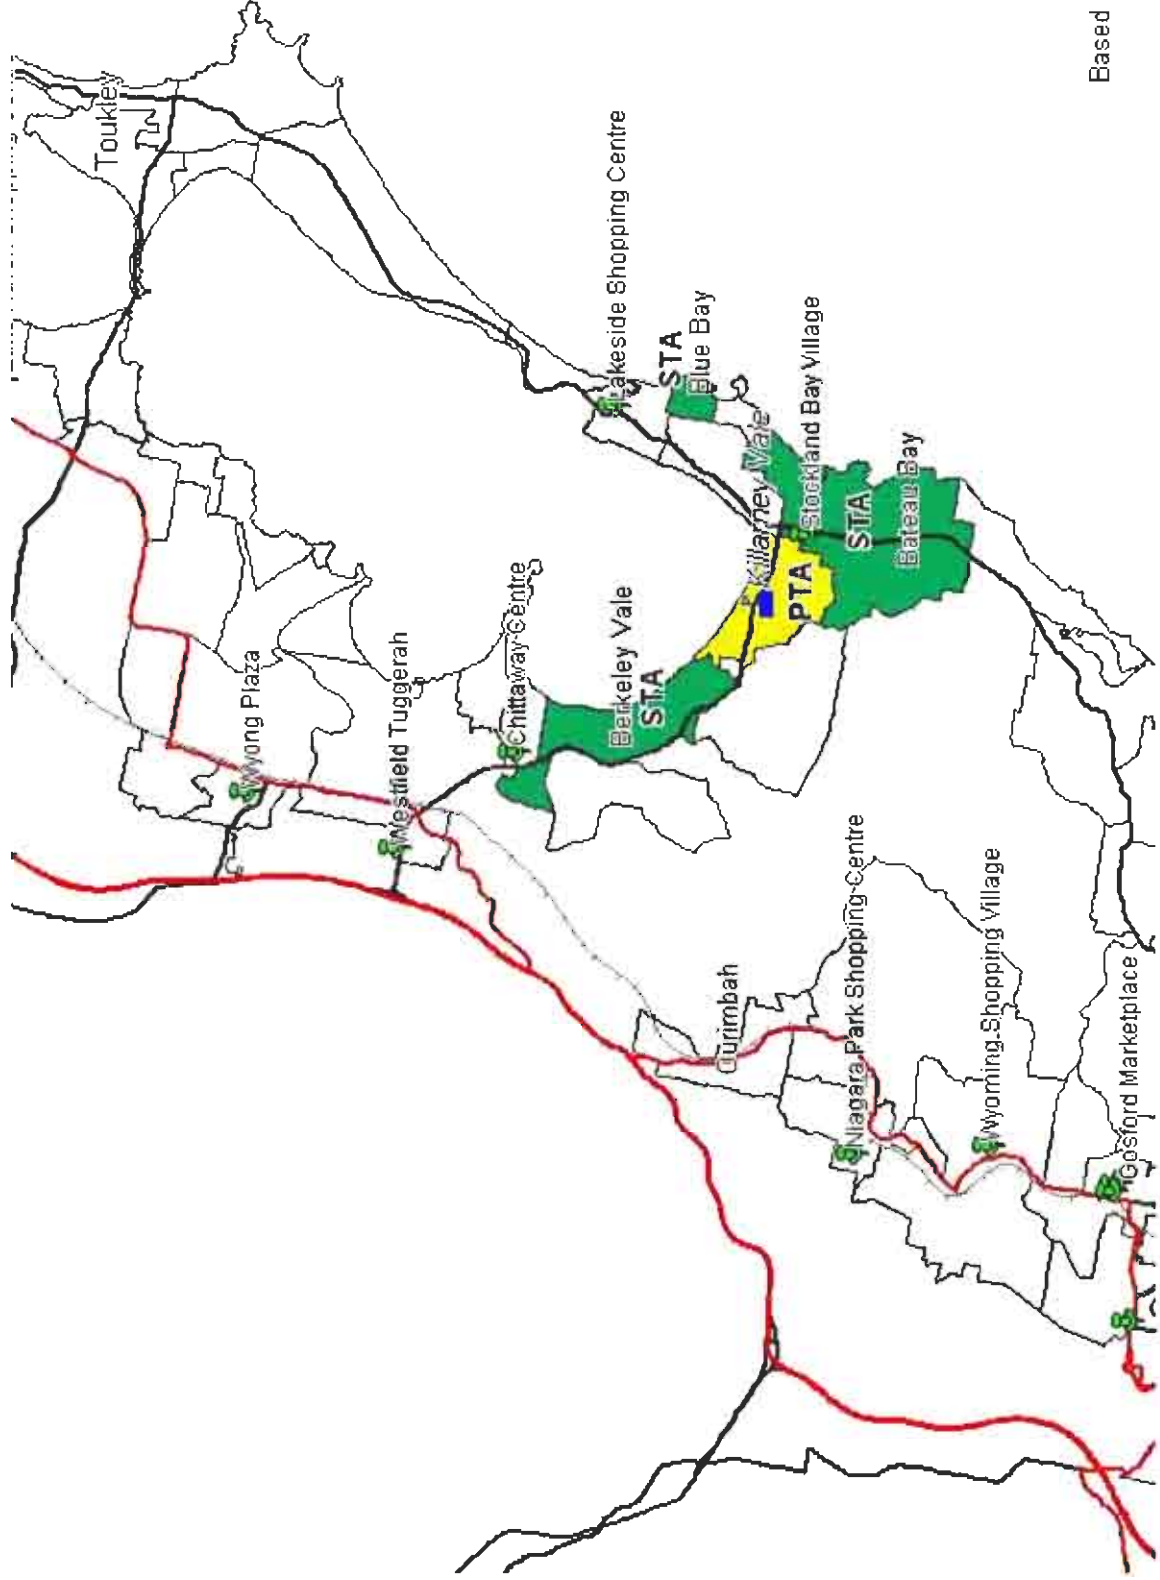 Toukley
Lakeside Shopping Centre
STA
Blue Bay
Killarney Vale
Stockland Bay Village
STA
Bateau Bay
PTA
Berkeley Vale
STA
Chittaway Centre
Westfield Tuggerah
Wyong Plaza
Ourimbah
Niagara Park Shopping Centre
Wyoming Shopping Village
Gosford Marketplace
Based